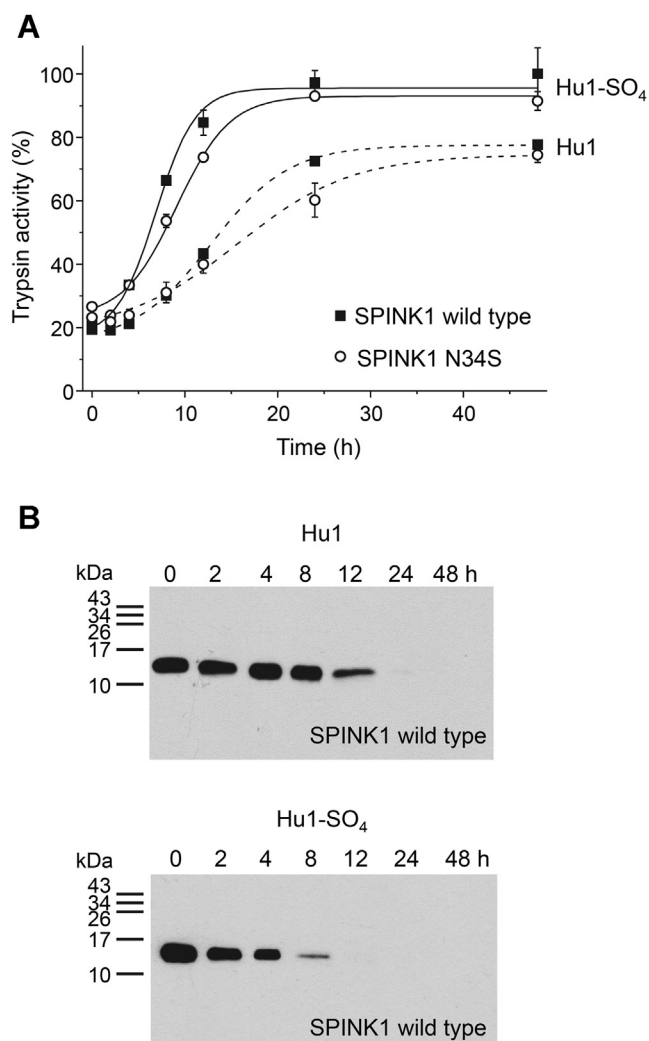 A
Trypsin activity (%)
100
80
60
40
20
0
0 10 20 30 40
Time (h)
Hu1-SO₄
Hu1
SPINK1 wild type
SPINK1 N34S
B
Hu1
kDa 0 2 4 8 12 24 48 h
43
34
26
17
10
SPINK1 wild type
Hu1-SO₄
kDa 0 2 4 8 12 24 48 h
43
34
26
17
10
SPINK1 wild type